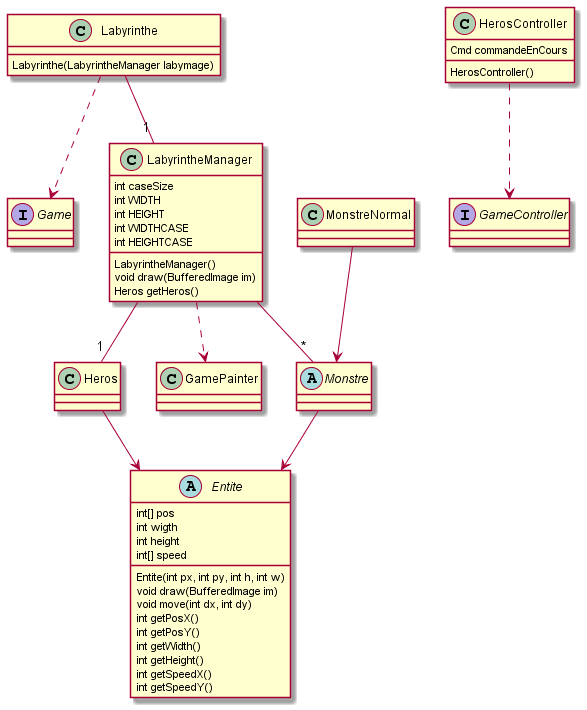 C Labyrinthe
Labyrinthe(LabyrintheManager labymage)
C HerosController
Cmd commandeEnCours
HerosController()
1
C LabyrintheManager
int caseSize
int WIDTH
int HEIGHT
int WIDTHCASE
int HEIGHTCASE
LabyrintheManager()
void draw(BufferedImage im)
Heros getHeros()
I Game
C MonstreNormal
I GameController
1
*
C Heros
C GamePainter
A Monstre
A Entite
int[] pos
int wigth
int height
int[] speed
Entite(int px, int py, int h, int w)
void draw(BufferedImage im)
void move(int dx, int dy)
int getPosX()
int getPosY()
int getWidth()
int getHeight()
int getSpeedX()
int getSpeedY()